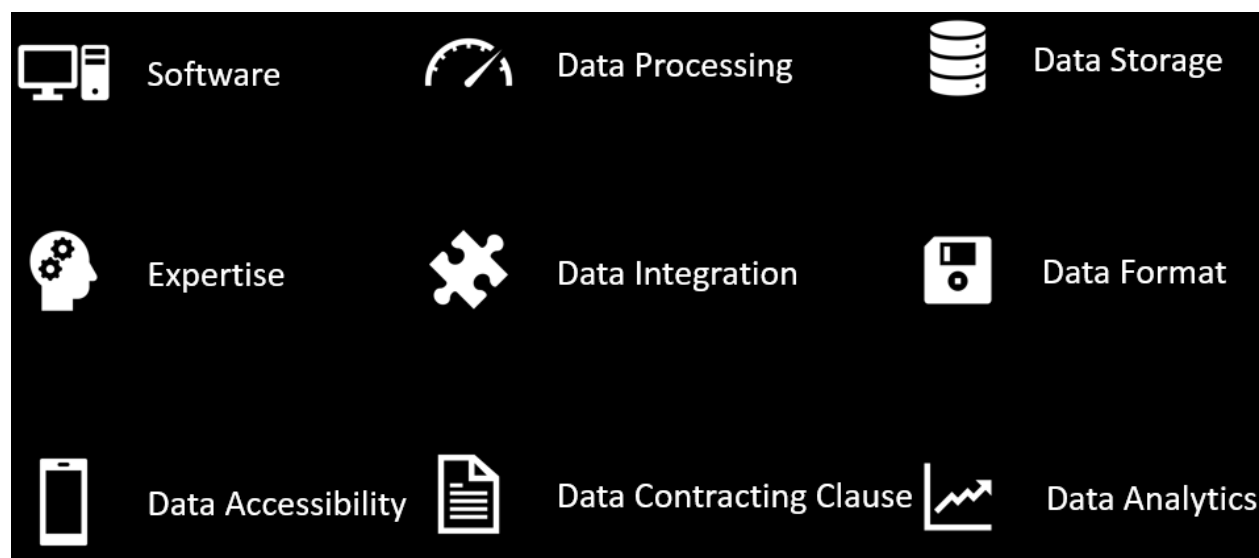 Software
Data Processing
Data Storage
Expertise
Data Integration
Data Format
Data Accessibility
Data Contracting Clause
Data Analytics